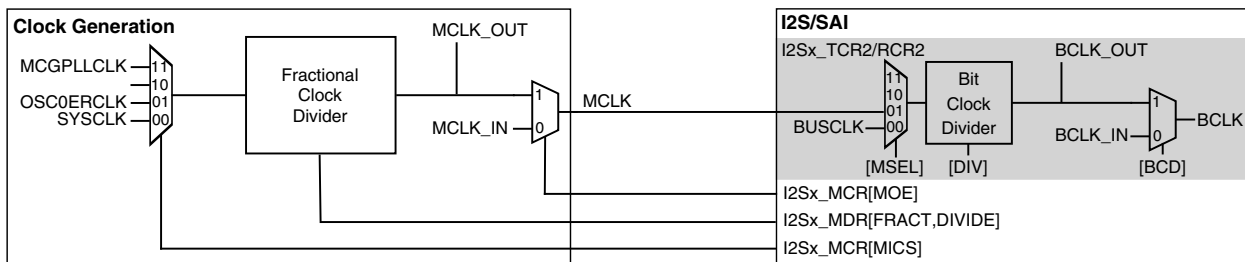 Clock Generation
MCGPLLCLK
11
10
OSC0ERCLK
01
SYSCLK
00
Fractional
Clock
Divider
MCLK_OUT
1
MCLK_IN
0
MCLK
I2S/SAI
I2Sx_TCR2/RCR2
11
10
01
BUSCLK
00
[MSEL]
Bit
Clock
Divider
[DIV]
BCLK_OUT
1
BCLK_IN
0
BCLK
[BCD]
I2Sx_MCR[MOE]
I2Sx_MDR[FRACT,DIVIDE]
I2Sx_MCR[MICS]